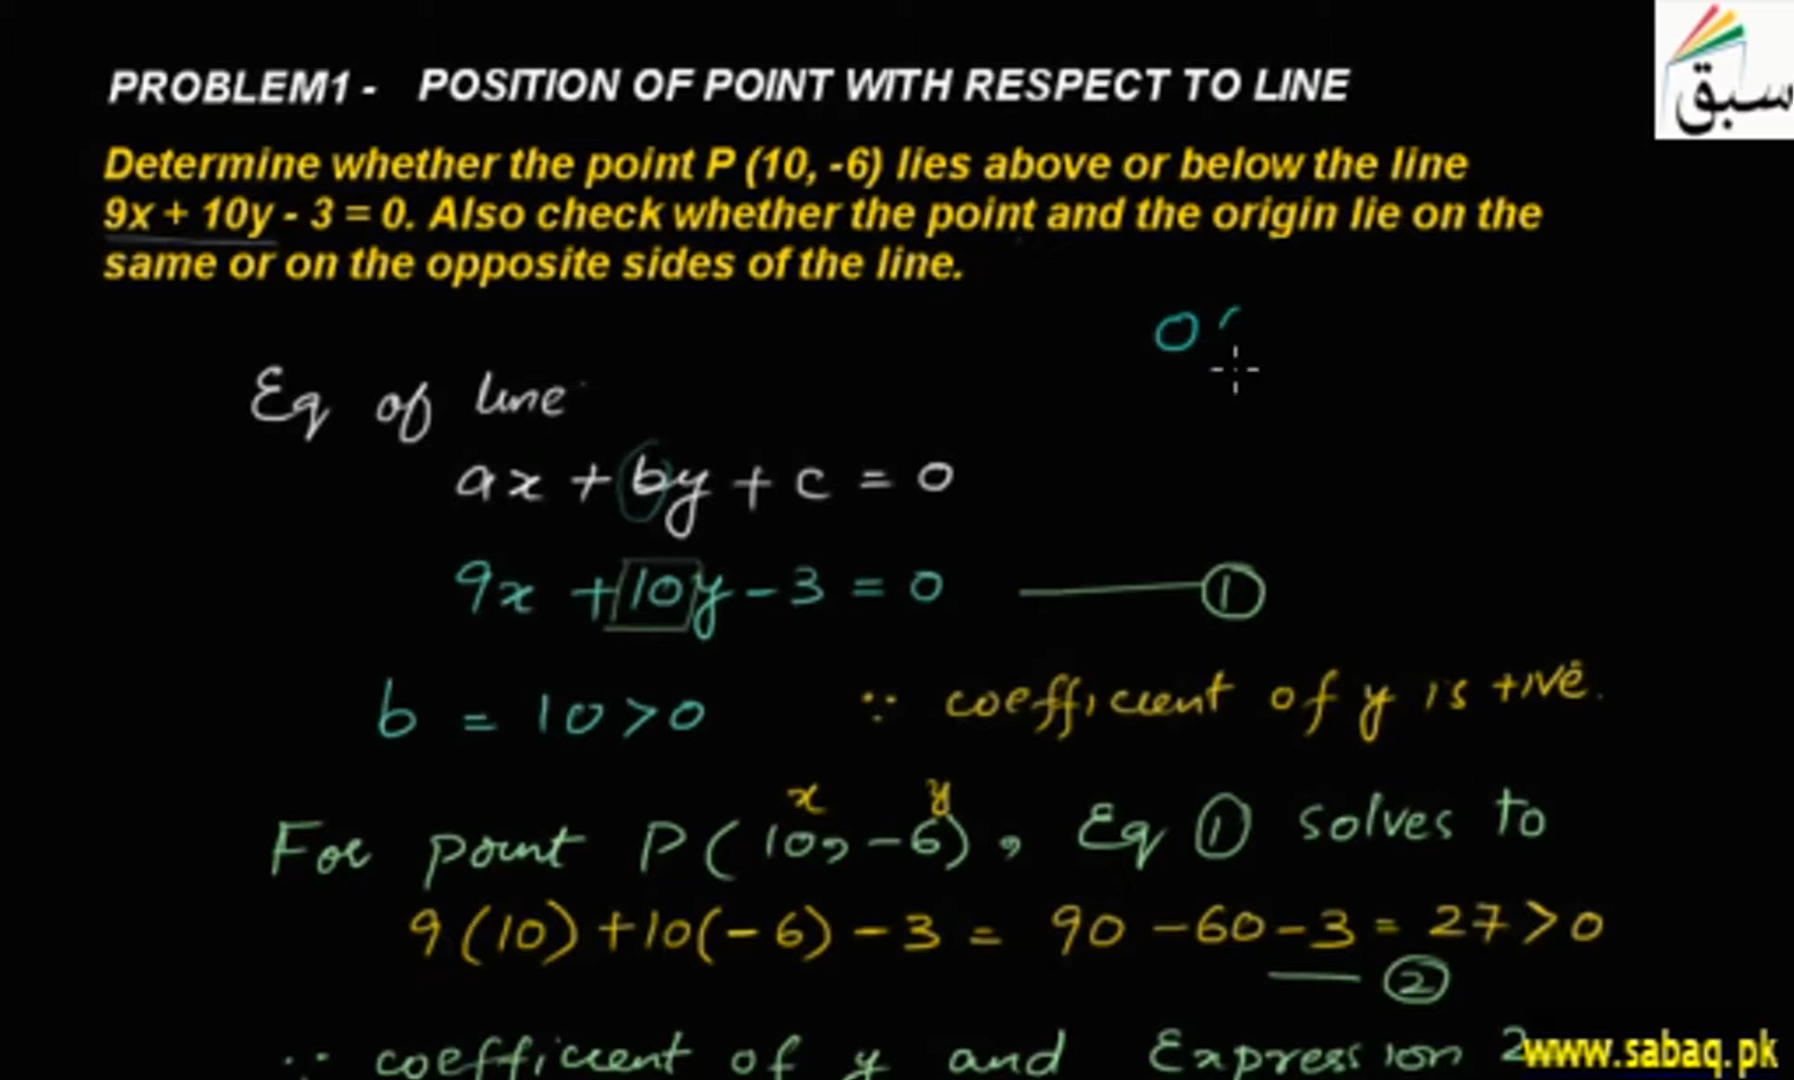 سبق
PROBLEM1 - POSITION OF POINT WITH RESPECT TO LINE
Determine whether the point P (10, -6) lies above or below the line
9x + 10y - 3 = 0. Also check whether the point and the origin lie on the
same or on the opposite sides of the line.
O (
Eq of line
ax + by + c = 0
9x + 10y - 3 = 0 —— ①
b = 10 > 0 ∵ coefficient of y is +ive.
x y
For point P( 10, -6), Eq ① solves to
9(10) + 10(-6) - 3 = 90 - 60 - 3 = 27 > 0
—— ②
∵ coefficient of y and Expression 2
www.sabaq.pk